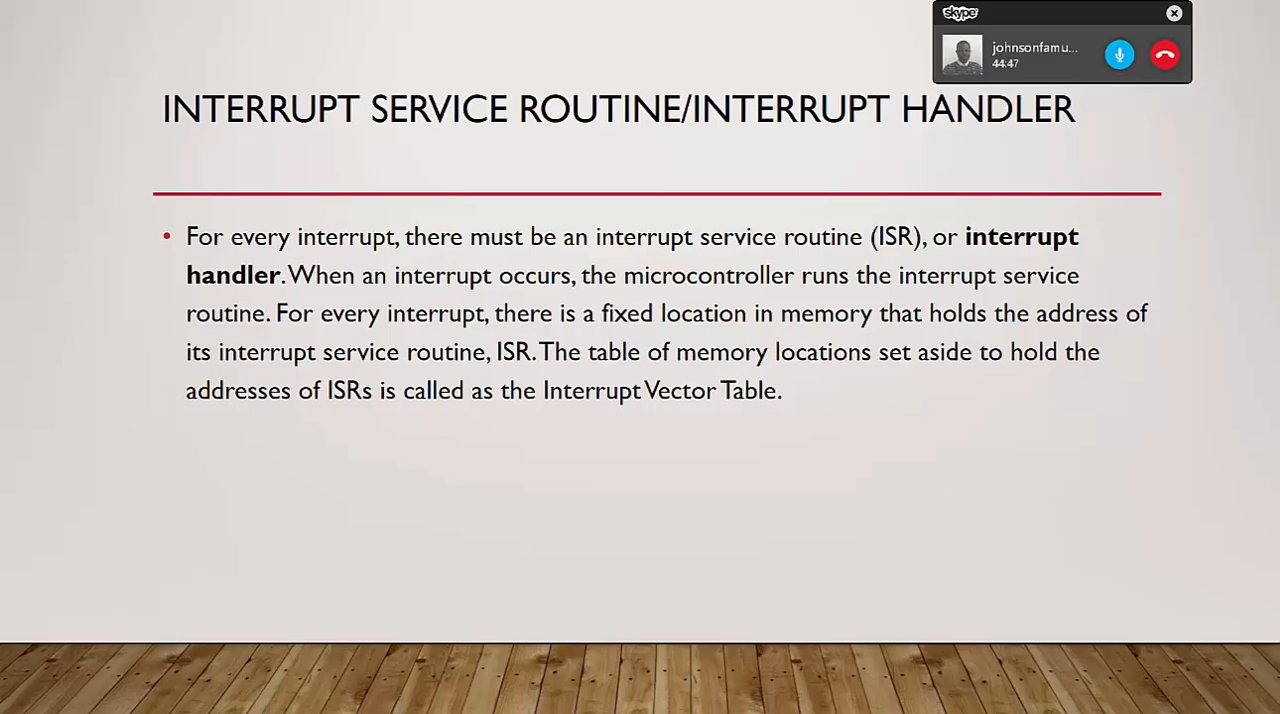 skype
johnsonfamu...
44:47
INTERRUPT SERVICE ROUTINE/INTERRUPT HANDLER
• For every interrupt, there must be an interrupt service routine (ISR), or interrupt
handler. When an interrupt occurs, the microcontroller runs the interrupt service
routine. For every interrupt, there is a fixed location in memory that holds the address of
its interrupt service routine, ISR. The table of memory locations set aside to hold the
addresses of ISRs is called as the Interrupt Vector Table.